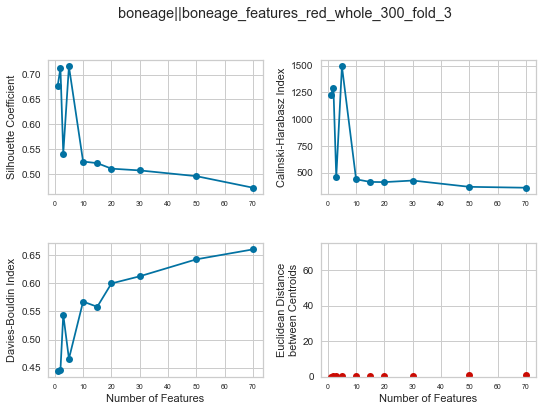 boneage||boneage_features_red_whole_300_fold_3
Silhouette Coefficient
0.70
0.65
0.60
0.55
0.50
0 10 20 30 40 50 60 70
Calinski-Harabasz Index
1500
1250
1000
750
500
0 10 20 30 40 50 60 70
Davies-Bouldin Index
0.65
0.60
0.55
0.50
0.45
0 10 20 30 40 50 60 70
Number of Features
Euclidean Distance
between Centroids
60
40
20
0
0 10 20 30 40 50 60 70
Number of Features